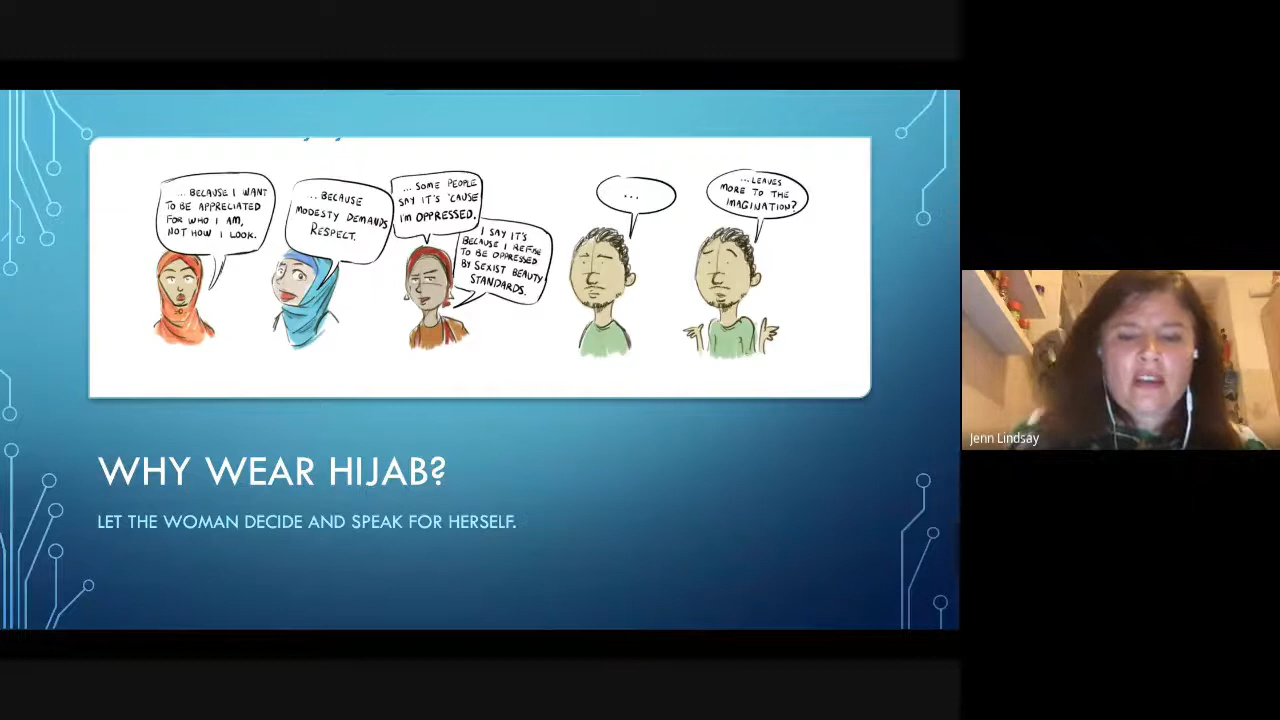 ... BECAUSE I WANT
TO BE APPRECIATED
FOR WHO I AM,
NOT HOW I LOOK.
...BECAUSE
MODESTY DEMANDS
RESPECT.
...SOME PEOPLE
SAY IT'S 'CAUSE
I'M OPPRESSED.
I SAY IT'S
BECAUSE I REFUSE
TO BE OPPRESSED
BY SEXIST BEAUTY
STANDARDS.
...
...LEAVES
MORE TO THE
IMAGINATION?
WHY WEAR HIJAB?
LET THE WOMAN DECIDE AND SPEAK FOR HERSELF.
Jenn Lindsay